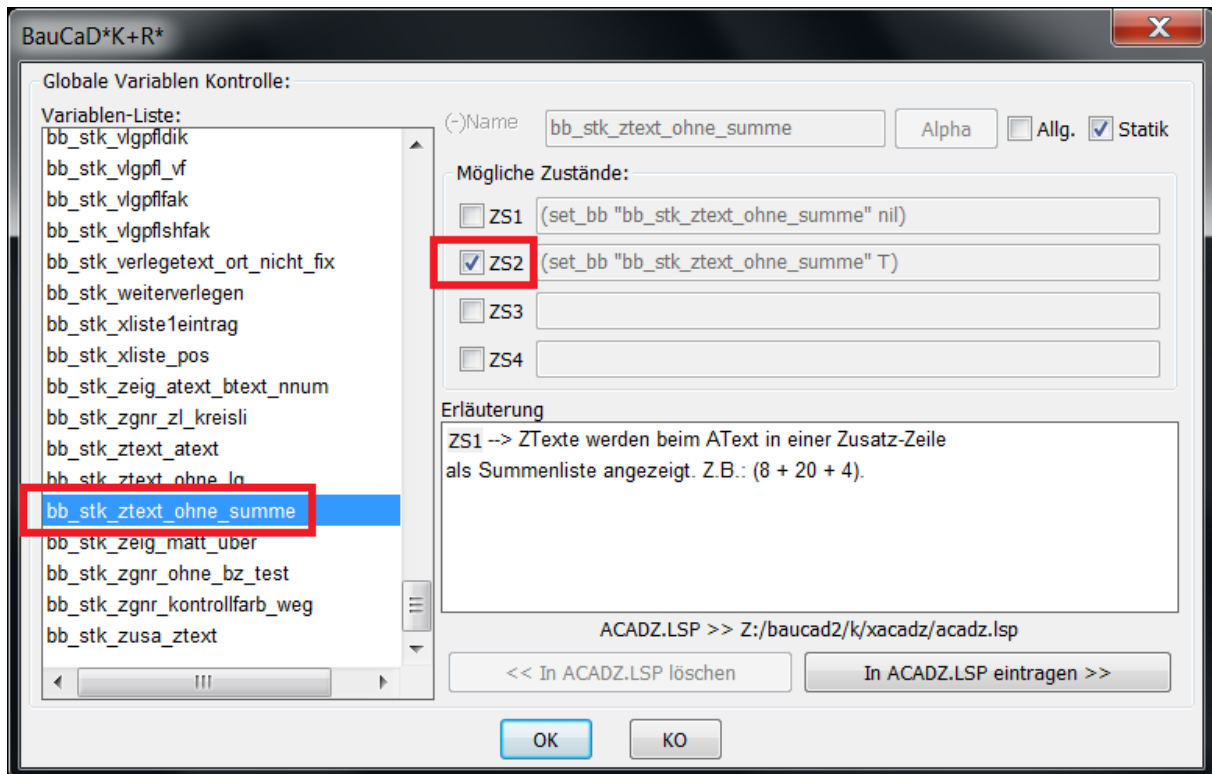 BauCaD*K+R*
Globale Variablen Kontrolle:
Variablen-Liste:
bb_stk_vlgpfldik
bb_stk_vlgpfl_vf
bb_stk_vlgpflfak
bb_stk_vlgpflshfak
bb_stk_verlegetext_ort_nicht_fix
bb_stk_weiterverlegen
bb_stk_xliste1eintrag
bb_stk_xliste_pos
bb_stk_zeig_atext_btext_nnum
bb_stk_zgnr_zl_kreisli
bb_stk_ztext_atext
bb_stk_ztext_ohne_lg
bb_stk_ztext_ohne_summe
bb_stk_zeig_matt_uber
bb_stk_zgnr_ohne_bz_test
bb_stk_zgnr_kontrollfarb_weg
bb_stk_zusa_ztext
(-)Name bb_stk_ztext_ohne_summe Alpha Allg. Statik
Mögliche Zustände:
ZS1 (set_bb "bb_stk_ztext_ohne_summe" nil)
ZS2 (set_bb "bb_stk_ztext_ohne_summe" T)
ZS3
ZS4
Erläuterung
ZS1 --> ZTexte werden beim AText in einer Zusatz-Zeile
als Summenliste angezeigt. Z.B.: (8 + 20 + 4).
ACADZ.LSP >> Z:/baucad2/k/xacadz/acadz.lsp
<< In ACADZ.LSP löschen In ACADZ.LSP eintragen >>
OK KO